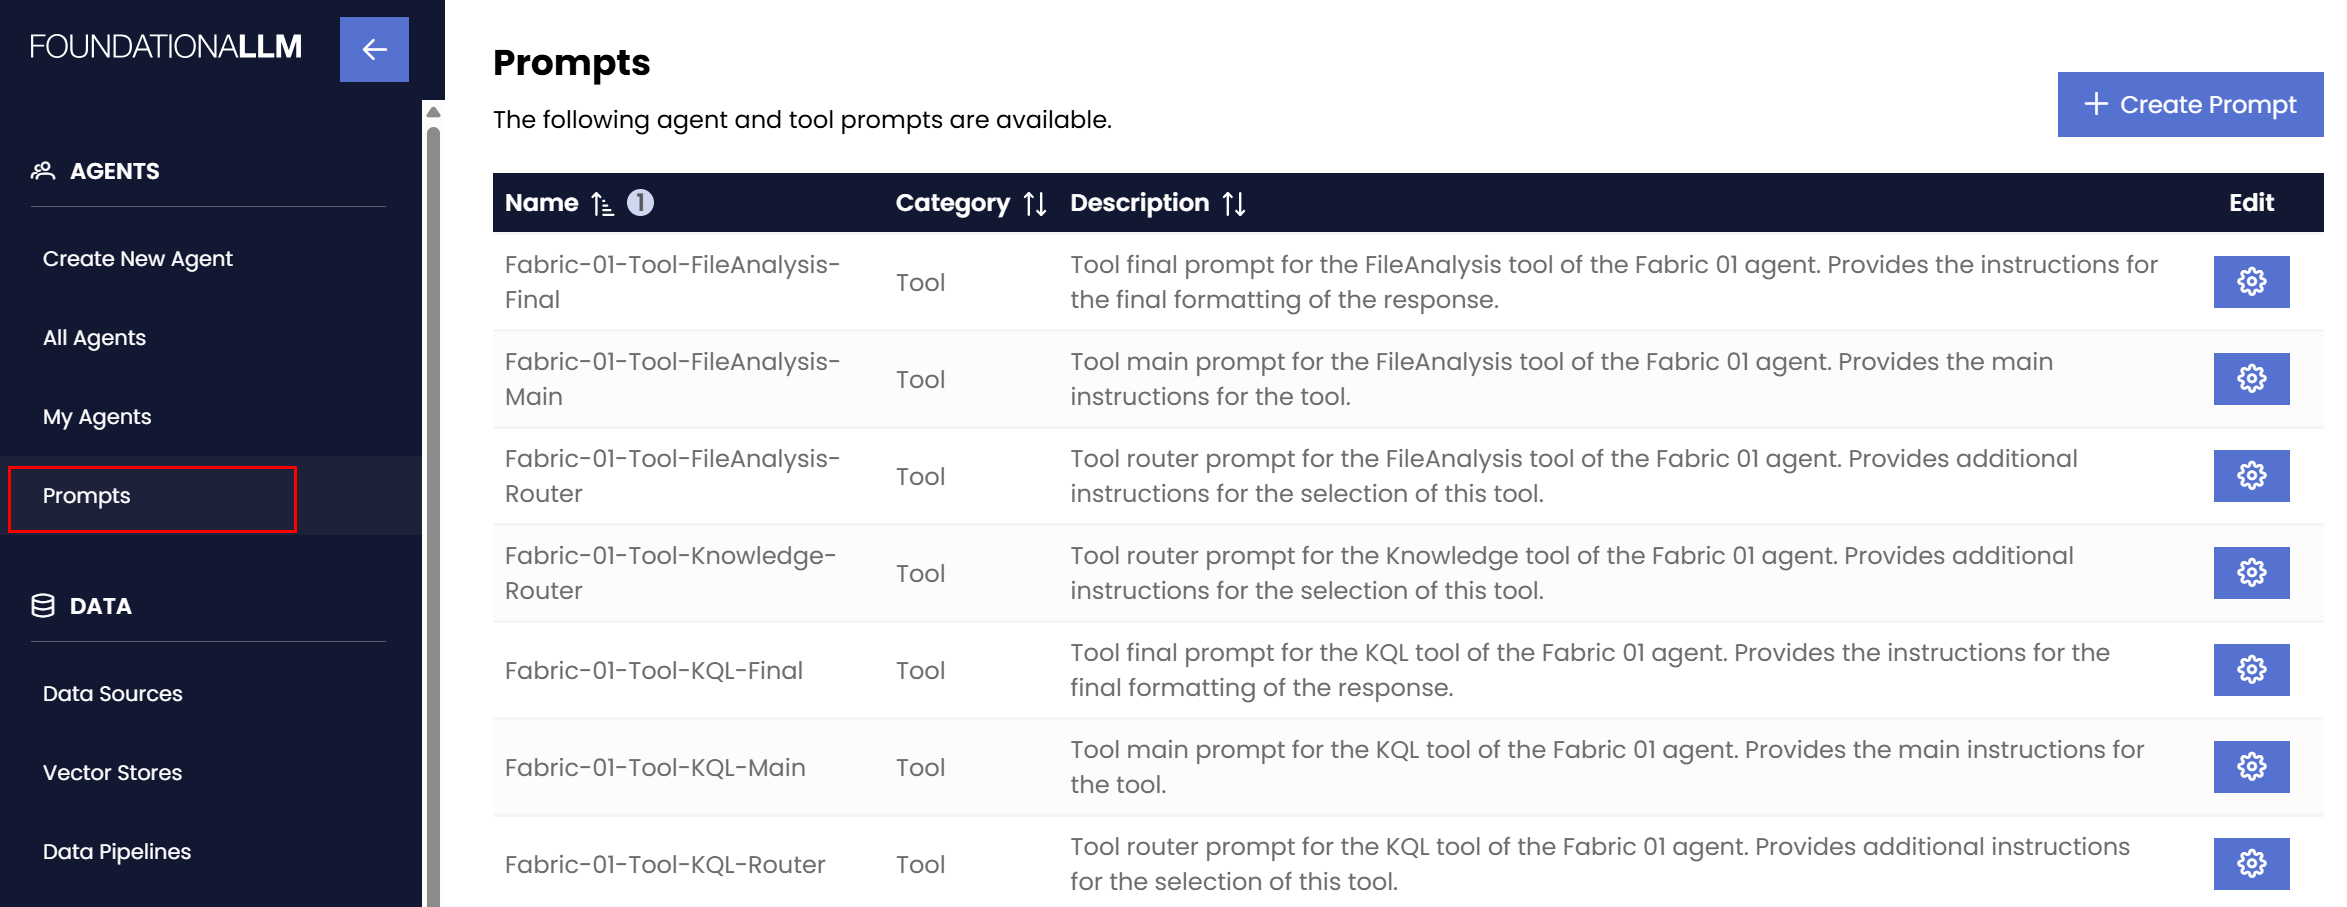 FOUNDATIONALLM
AGENTS
Create New Agent
All Agents
My Agents
Prompts
DATA
Data Sources
Vector Stores
Data Pipelines
Prompts
The following agent and tool prompts are available.
+ Create Prompt
Name 1 Category Description Edit
Fabric-01-Tool-FileAnalysis-
Final
Tool
Tool final prompt for the FileAnalysis tool of the Fabric 01 agent. Provides the instructions for
the final formatting of the response.
Fabric-01-Tool-FileAnalysis-
Main
Tool
Tool main prompt for the FileAnalysis tool of the Fabric 01 agent. Provides the main
instructions for the tool.
Fabric-01-Tool-FileAnalysis-
Router
Tool
Tool router prompt for the FileAnalysis tool of the Fabric 01 agent. Provides additional
instructions for the selection of this tool.
Fabric-01-Tool-Knowledge-
Router
Tool
Tool router prompt for the Knowledge tool of the Fabric 01 agent. Provides additional
instructions for the selection of this tool.
Fabric-01-Tool-KQL-Final
Tool
Tool final prompt for the KQL tool of the Fabric 01 agent. Provides the instructions for the
final formatting of the response.
Fabric-01-Tool-KQL-Main
Tool
Tool main prompt for the KQL tool of the Fabric 01 agent. Provides the main instructions for
the tool.
Fabric-01-Tool-KQL-Router
Tool
Tool router prompt for the KQL tool of the Fabric 01 agent. Provides additional instructions
for the selection of this tool.